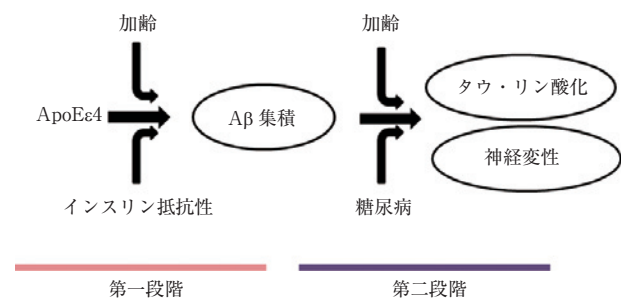 加齢
加齢
ApoEε4
Aβ 集積
タウ・リン酸化
神経変性
インスリン抵抗性
糖尿病
第一段階
第二段階